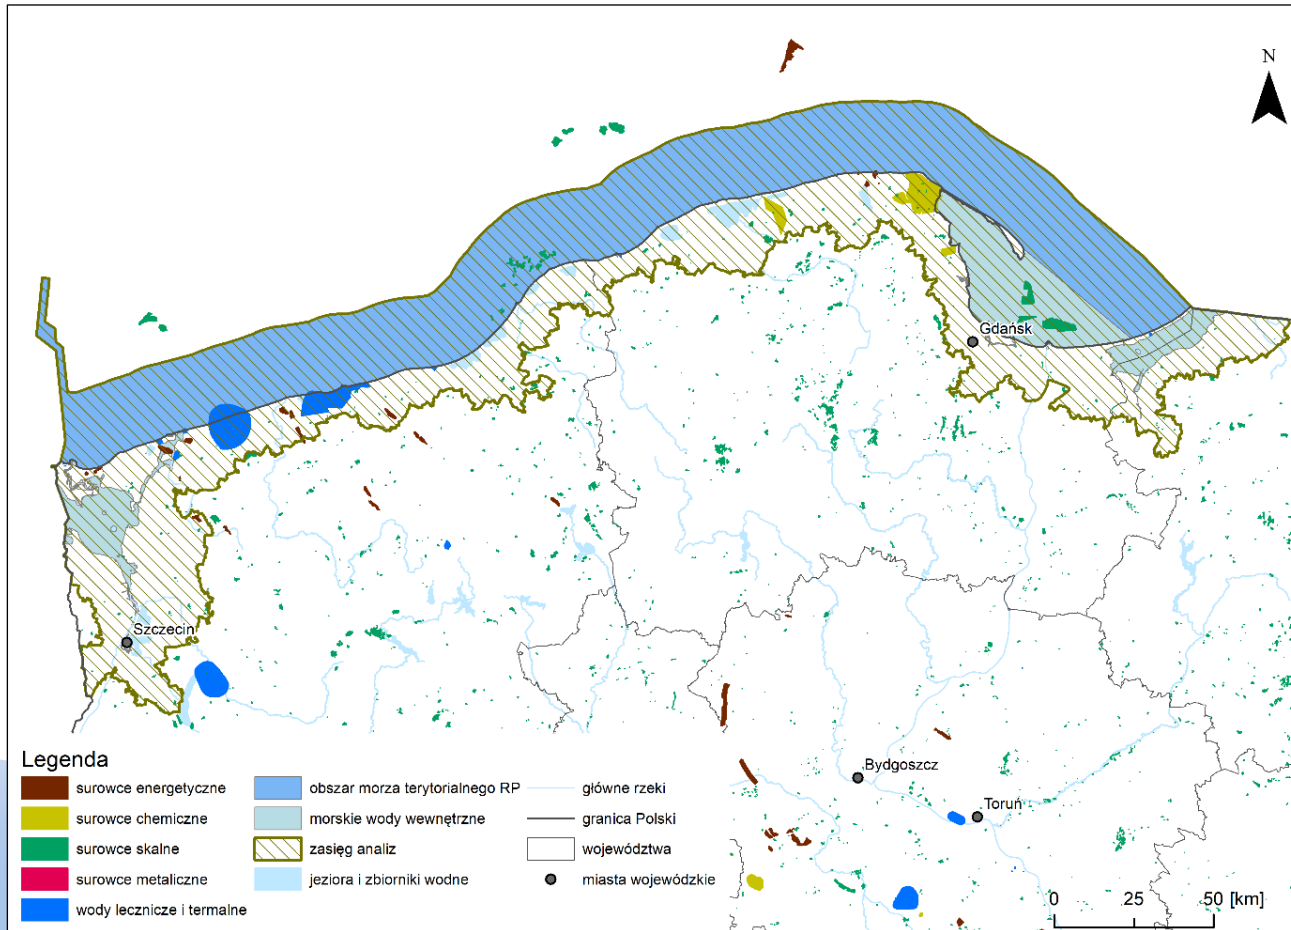 N
Gdańsk
Szczecin
Bydgoszcz
Toruń
Legenda
surowce energetyczne
surowce chemiczne
surowce skalne
surowce metaliczne
wody lecznicze i termalne
obszar morza terytorialnego RP
morskie wody wewnętrzne
zasięg analiz
jeziora i zbiorniki wodne
główne rzeki
granica Polski
województwa
miasta wojewódzkie
0 25 50 [km]